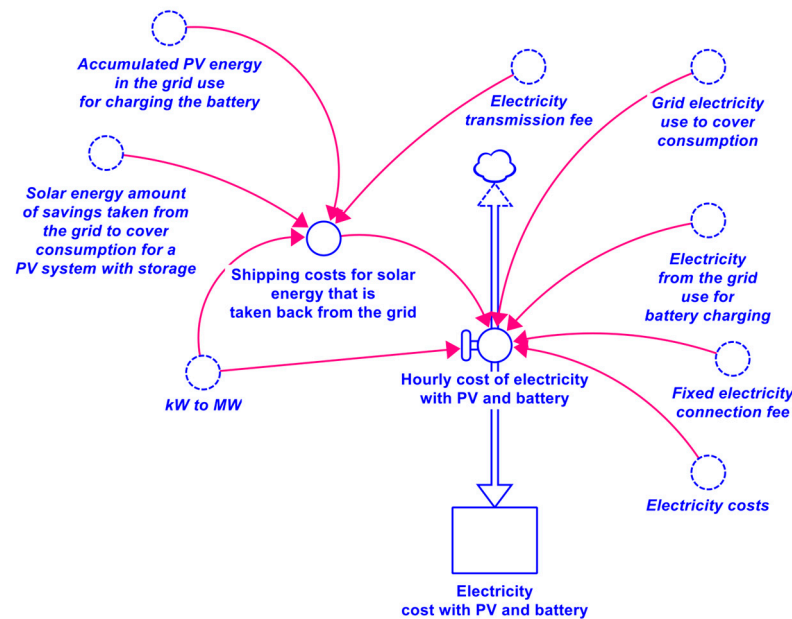 Accumulated PV energy
in the grid use
for charging the battery
Electricity
transmission fee
Grid electricity
use to cover
consumption
Solar energy amount
of savings taken from
the grid to cover
consumption for a
PV system with storage
Shipping costs for solar
energy that is
taken back from the grid
Electricity
from the grid
use for
battery charging
kW to MW
Hourly cost of electricity
with PV and battery
Fixed electricity
connection fee
Electricity costs
Electricity
cost with PV and battery